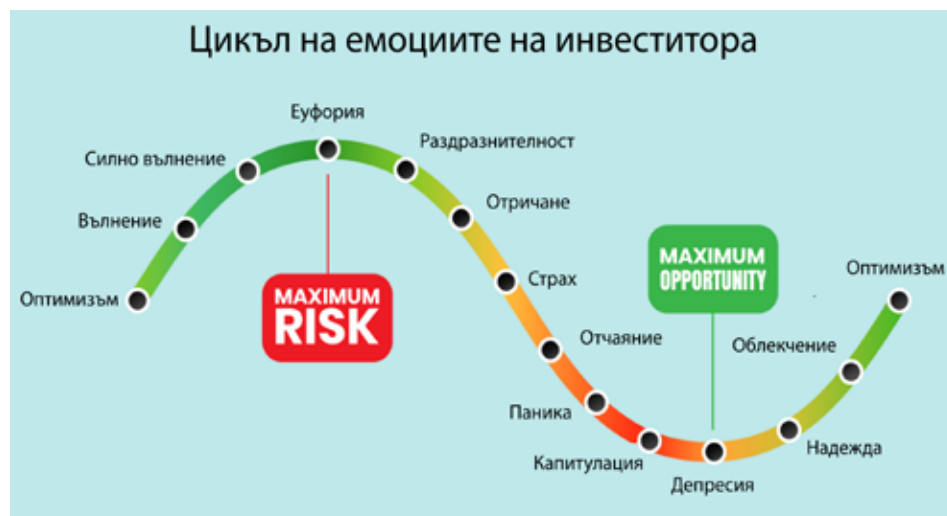 Цикъл на емоциите на инвеститора
Оптимизъм
Вълнение
Силно вълнение
Еуфория
MAXIMUM
RISK
Раздразнителност
Отричане
Страх
Отчаяние
Паника
Капитулация
Депресия
MAXIMUM
OPPORTUNITY
Надежда
Облекчение
Оптимизъм